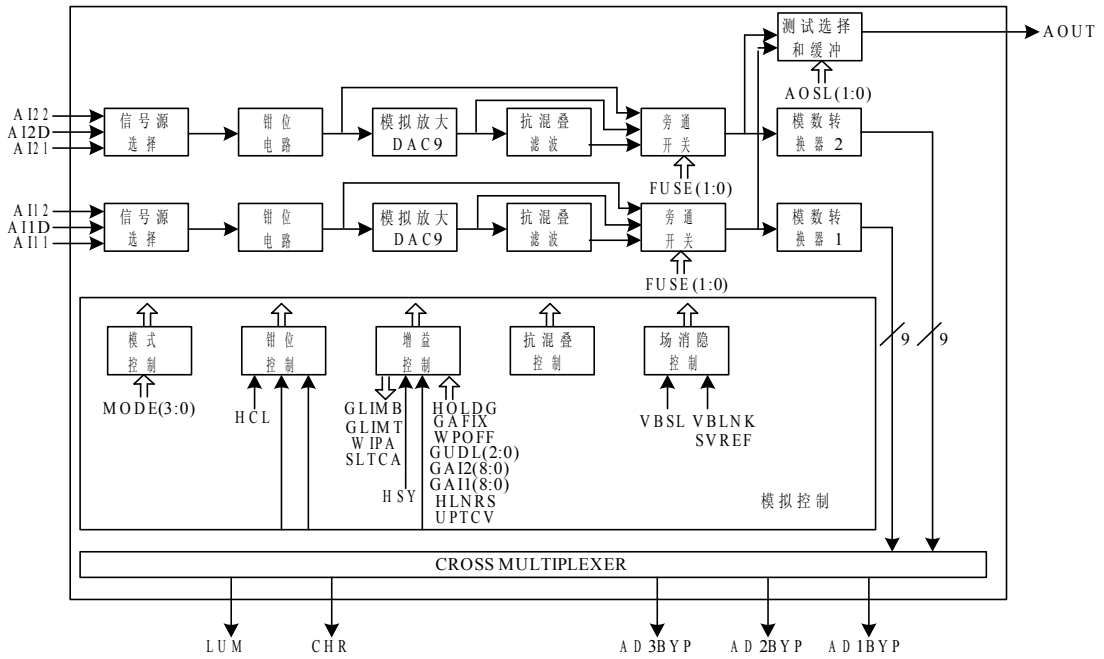 测试选择
和缓冲
AOUT
AOSL(1:0)
AI22
AI2D
AI21
信号源
选择
钳位
电路
模拟放大
DAC9
抗混叠
滤波
旁通
开关
模数转
换器 2
FUSE(1:0)
AI12
AI1D
AI11
信号源
选择
钳位
电路
模拟放大
DAC9
抗混叠
滤波
旁通
开关
模数转
换器 1
FUSE(1:0)
模式
控制
钳位
控制
增益
控制
抗混叠
控制
场消隐
控制
9
9
MODE(3:0)
HCL
GLIMB
GLIMT
WIPA
SLTCA
HSY
HOLDG
GAFIX
WPOFF
GUDL(2:0)
GAI2(8:0)
GAI1(8:0)
HLNRS
UPTCV
VBSL
VBLNK
SVREF
模拟控制
CROSS MULTIPLEXER
LUM
CHR
AD3BYP
AD2BYP
AD1BYP